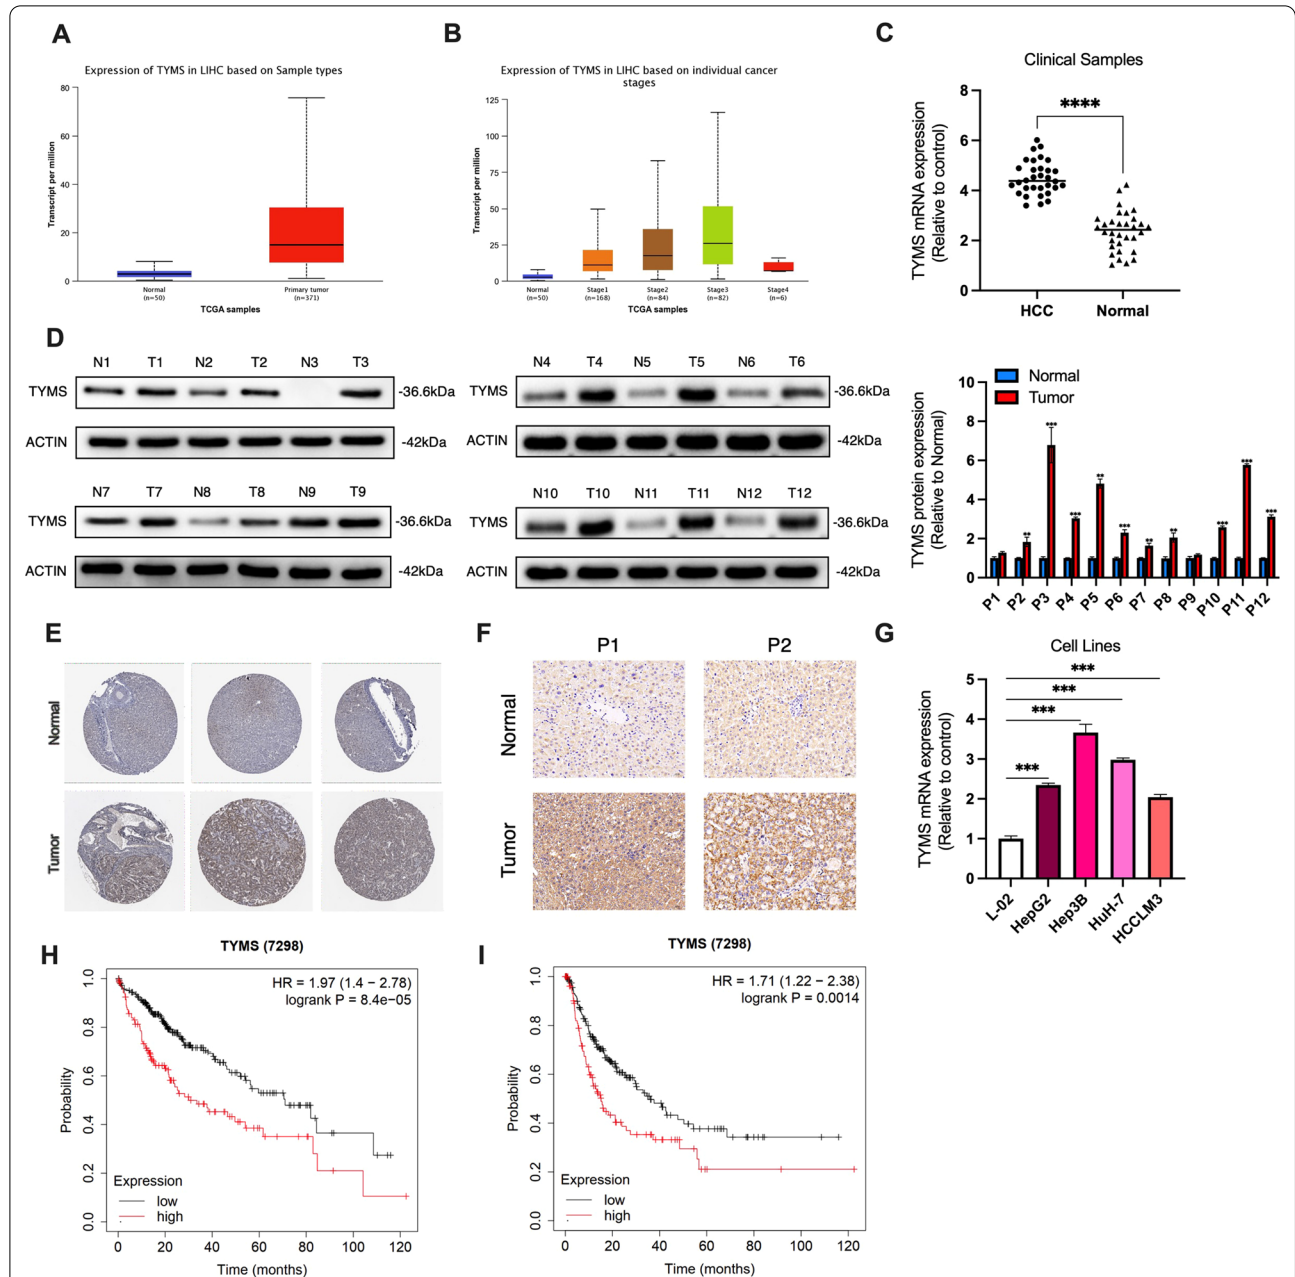 A
Expression of TYMS in LIHC based on Sample types
Transcript per million
80
60
40
20
0
Normal
(n=50)
Primary tumor
(n=371)
TCGA samples
B
Expression of TYMS in LIHC based on individual cancer
stages
Transcript per million
125
100
75
50
25
0
Normal
(n=50)
Stage1
(n=168)
Stage2
(n=84)
Stage3
(n=82)
Stage4
(n=6)
TCGA samples
C
Clinical Samples
TYMS mRNA expression
(Relative to control)
8
6
4
2
0
****
HCC
Normal
D
N1 T1 N2 T2 N3 T3
TYMS -36.6kDa
ACTIN -42kDa
N4 T4 N5 T5 N6 T6
TYMS -36.6kDa
ACTIN -42kDa
N7 T7 N8 T8 N9 T9
TYMS -36.6kDa
ACTIN -42kDa
N10 T10 N11 T11 N12 T12
TYMS -36.6kDa
ACTIN -42kDa
TYMS protein expression
(Relative to Normal)
10
8
6
4
2
0
Normal
Tumor
** *** *** ** *** ** ** *** *** ***
P1 P2 P3 P4 P5 P6 P7 P8 P9 P10 P11 P12
E
Normal
Tumor
F
P1 P2
Normal
Tumor
G
Cell Lines
TYMS mRNA expression
(Relative to control)
5
4
3
2
1
0
***
***
***
***
L-02 HepG2 Hep3B HuH-7 HCCLM3
H
TYMS (7298)
HR = 1.97 (1.4 − 2.78)
logrank P = 8.4e−05
Probability
1.0
0.8
0.6
0.4
0.2
0.0
Expression
low
high
0 20 40 60 80 100 120
Time (months)
I
TYMS (7298)
HR = 1.71 (1.22 − 2.38)
logrank P = 0.0014
Probability
1.0
0.8
0.6
0.4
0.2
0.0
Expression
low
high
0 20 40 60 80 100 120
Time (months)